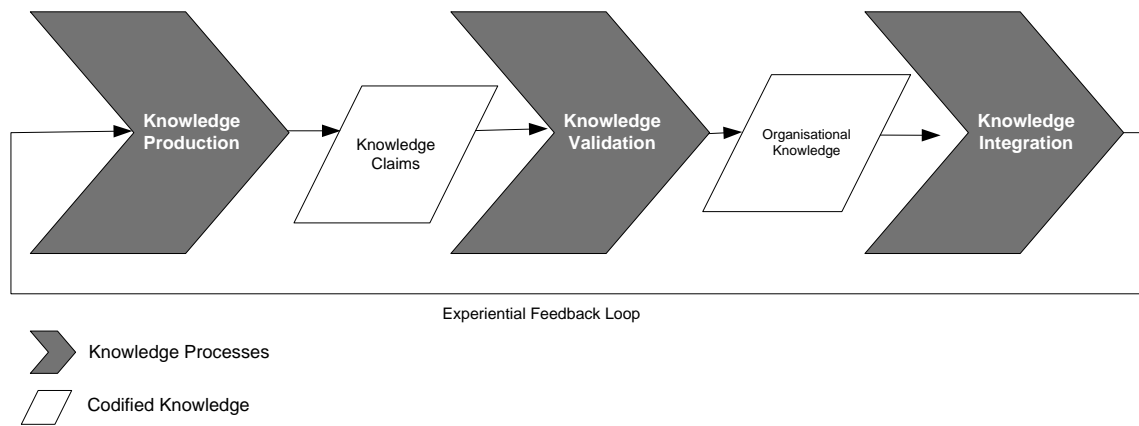 Knowledge
Production
Knowledge
Claims
Knowledge
Validation
Organisational
Knowledge
Knowledge
Integration
Experiential Feedback Loop
Knowledge Processes
Codified Knowledge